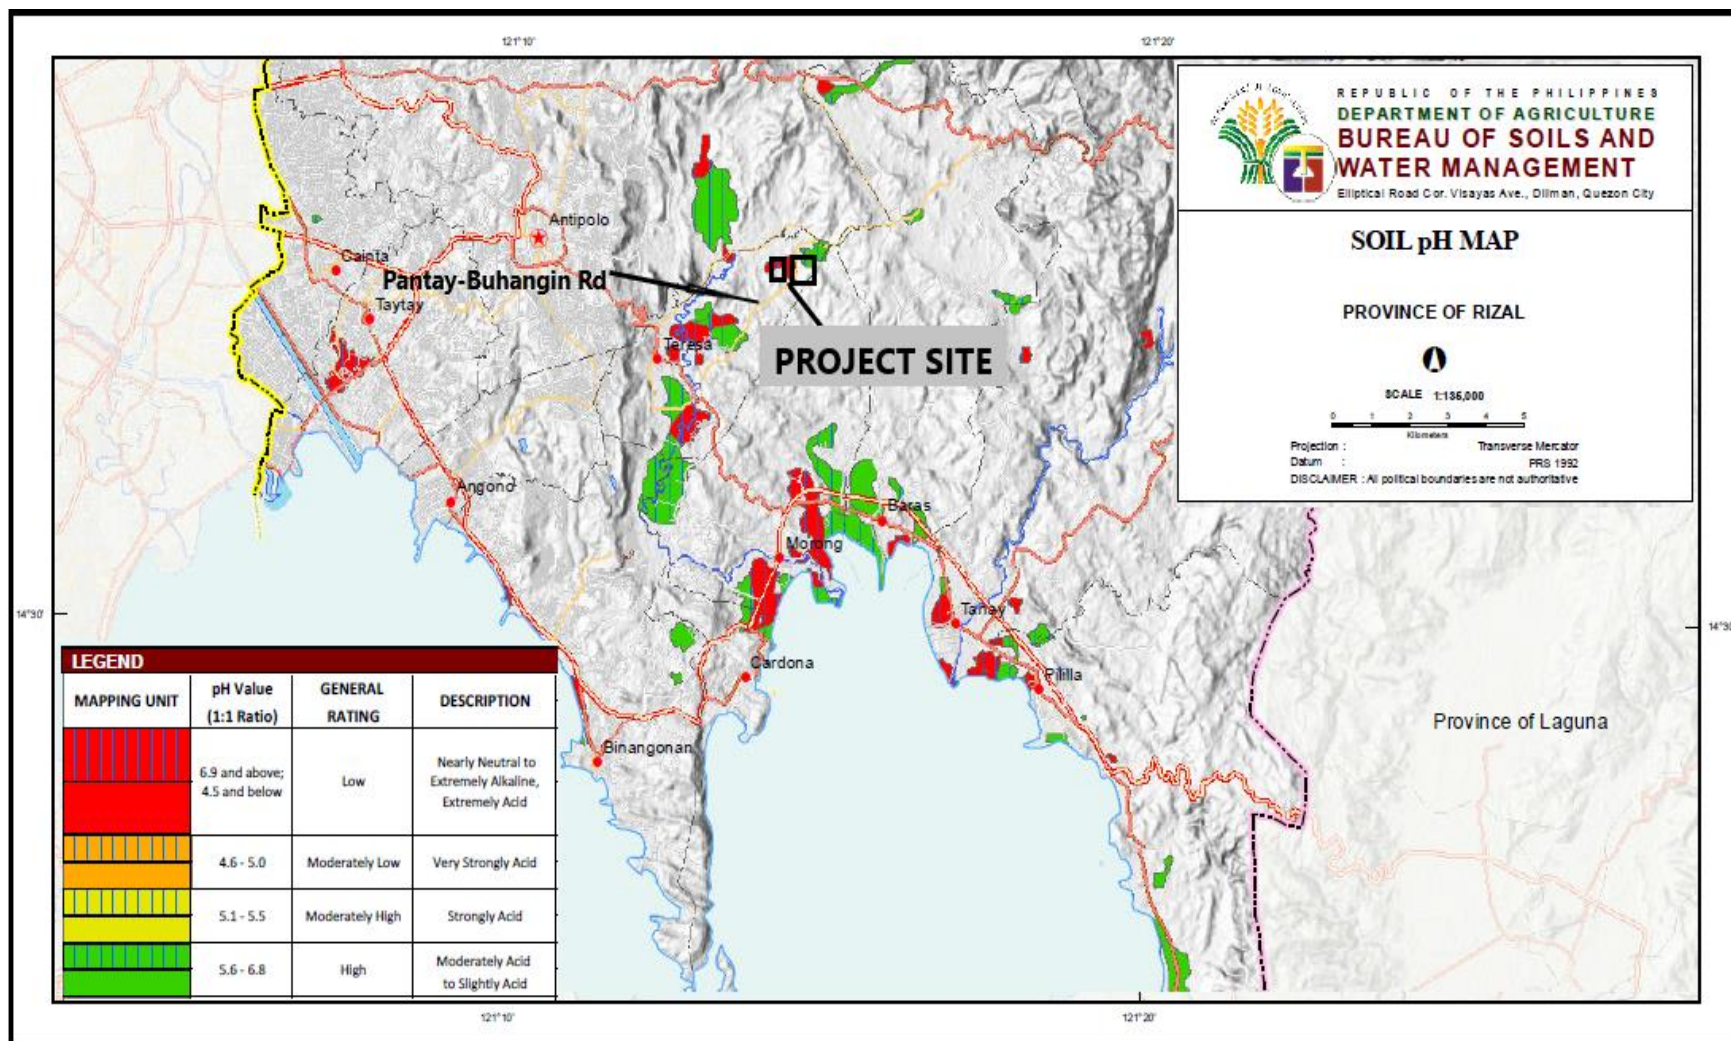 121°10'
121°20'
REPUBLIC OF THE PHILIPPINES
DEPARTMENT OF AGRICULTURE
BUREAU OF SOILS AND
WATER MANAGEMENT
Elliptical Road Cor. Visayas Ave., Diliman, Quezon City
SOIL pH MAP
PROVINCE OF RIZAL
SCALE 1:135,000
0 1 2 3 4 5
Kilometers
Projection : Transverse Mercator
Datum : PRS 1992
DISCLAIMER : All political boundaries are not authoritative
Antipolo
Cainta
Pantay-Buhangin Rd
Taytay
Teresa
PROJECT SITE
Angono
Baras
Morong
14°30'
Tanay
14°30'
Cardona
Pililla
Binangonan
Province of Laguna
LEGEND
MAPPING UNIT
pH Value
(1:1 Ratio)
GENERAL
RATING
DESCRIPTION
6.9 and above;
4.5 and below
Low
Nearly Neutral to
Extremely Alkaline,
Extremely Acid
4.6 - 5.0 Moderately Low Very Strongly Acid
5.1 - 5.5 Moderately High Strongly Acid
5.6 - 6.8
High
Moderately Acid
to Slightly Acid
121°10'
121°20'